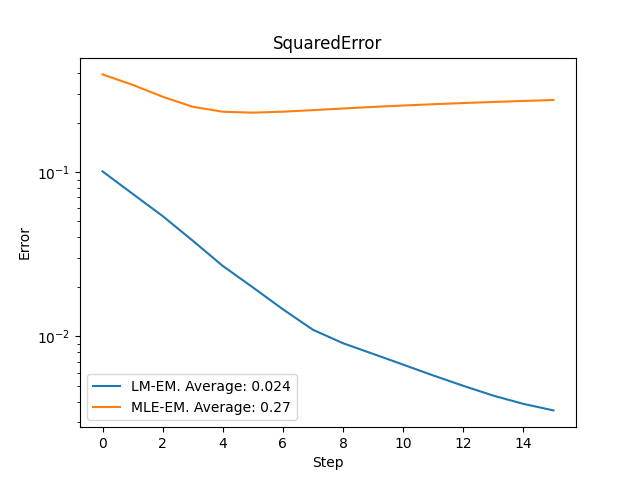 SquaredError
10⁻¹
10⁻²
Error
LM-EM. Average: 0.024
MLE-EM. Average: 0.27
0 2 4 6 8 10 12 14
Step